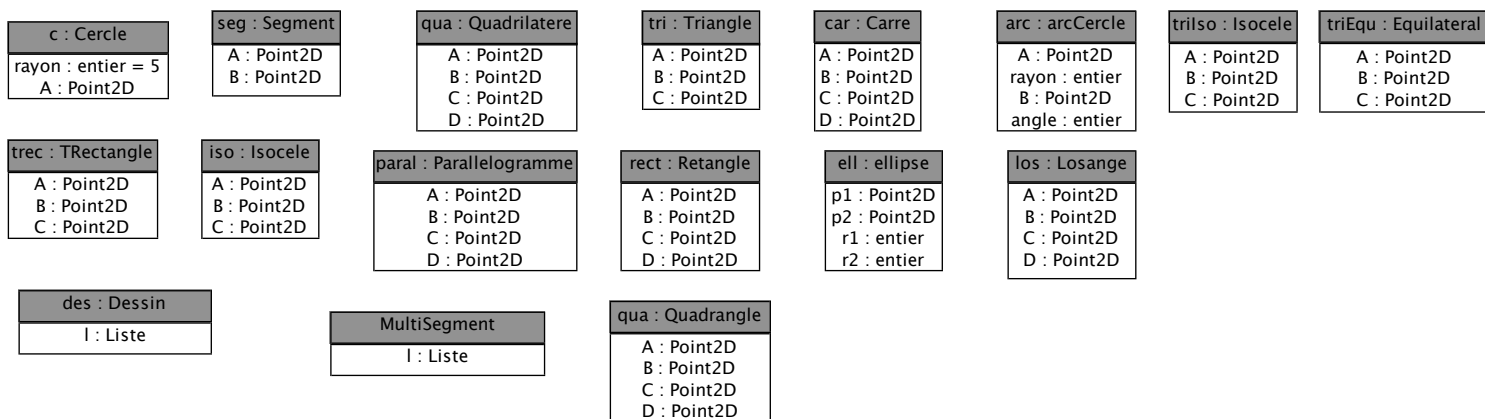 c : Cercle
rayon : entier = 5
A : Point2D
seg : Segment
A : Point2D
B : Point2D
qua : Quadrilatere
A : Point2D
B : Point2D
C : Point2D
D : Point2D
tri : Triangle
A : Point2D
B : Point2D
C : Point2D
car : Carre
A : Point2D
B : Point2D
C : Point2D
D : Point2D
arc : arcCercle
A : Point2D
rayon : entier
B : Point2D
angle : entier
triIso : Isocele
A : Point2D
B : Point2D
C : Point2D
triEqu : Equilateral
A : Point2D
B : Point2D
C : Point2D
trec : TRectangle
A : Point2D
B : Point2D
C : Point2D
iso : Isocele
A : Point2D
B : Point2D
C : Point2D
paral : Parallelogramme
A : Point2D
B : Point2D
C : Point2D
D : Point2D
rect : Retangle
A : Point2D
B : Point2D
C : Point2D
D : Point2D
ell : ellipse
p1 : Point2D
p2 : Point2D
r1 : entier
r2 : entier
los : Losange
A : Point2D
B : Point2D
C : Point2D
D : Point2D
des : Dessin
l : Liste
MultiSegment
l : Liste
qua : Quadrangle
A : Point2D
B : Point2D
C : Point2D
D : Point2D